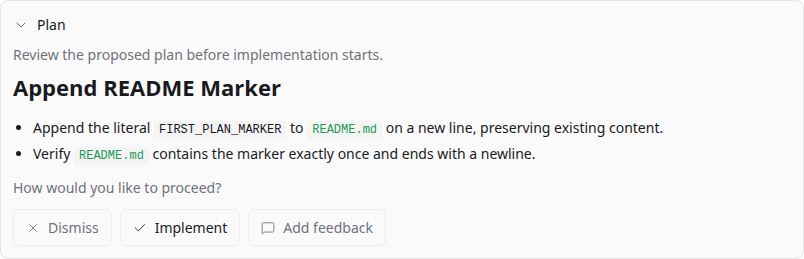 Plan
Review the proposed plan before implementation starts.
Append README Marker
• Append the literal FIRST_PLAN_MARKER to README.md on a new line, preserving existing content.
• Verify README.md contains the marker exactly once and ends with a newline.
How would you like to proceed?
Dismiss Implement Add feedback